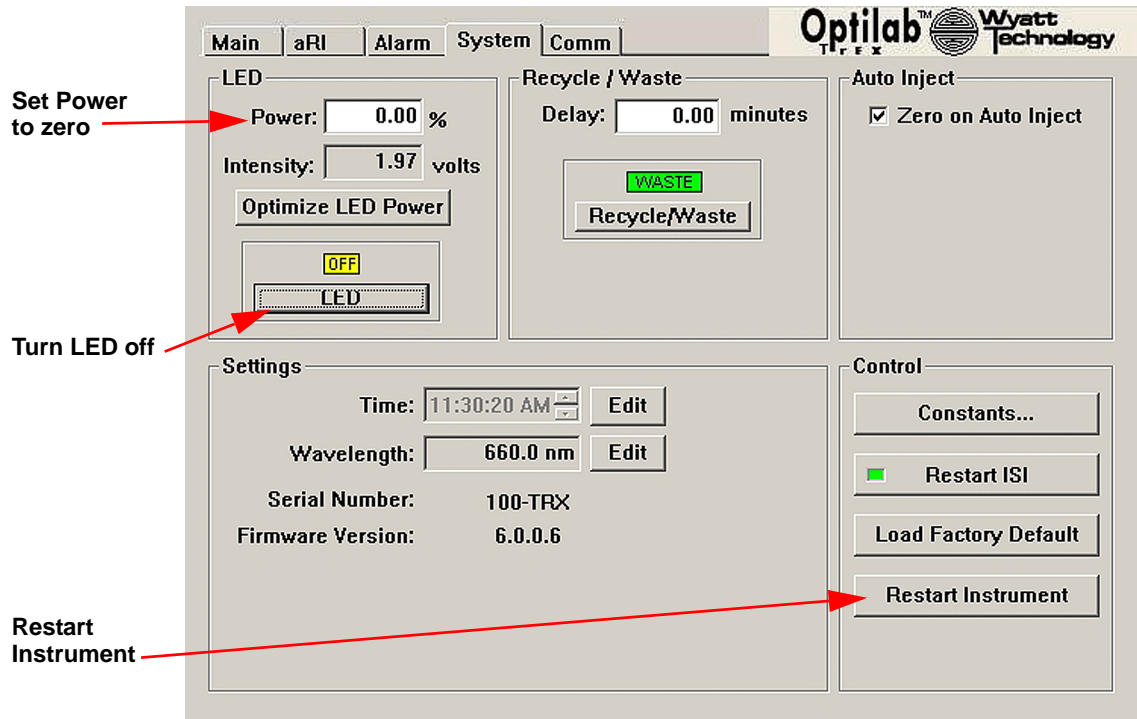 Main aRI Alarm System Comm
Optilab™ Wyatt
T r E X Technology
LED
Set Power
to zero
Power: 0.00 %
Intensity: 1.97 volts
Optimize LED Power
OFF
LED
Turn LED off
Recycle / Waste
Delay: 0.00 minutes
WASTE
Recycle/Waste
Auto Inject
Zero on Auto Inject
Settings
Time: 11:30:20 AM Edit
Wavelength: 660.0 nm Edit
Serial Number: 100-TRX
Firmware Version: 6.0.0.6
Control
Constants...
Restart ISI
Load Factory Default
Restart Instrument
Restart
Instrument